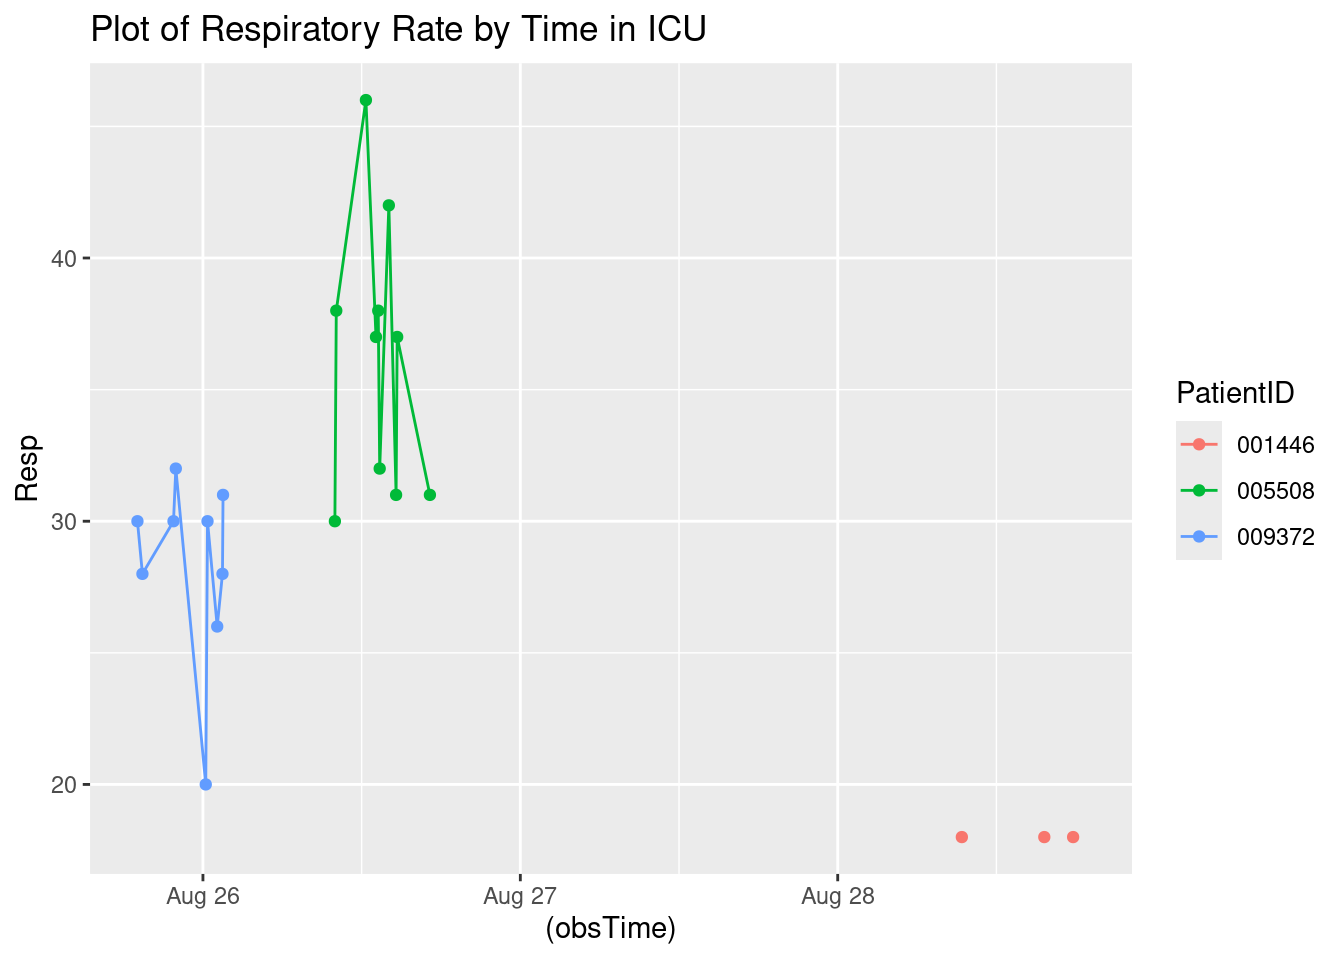 Plot of Respiratory Rate by Time in ICU
40
30
20
Resp
Aug 26
Aug 27
Aug 28
(obsTime)
PatientID
001446
005508
009372